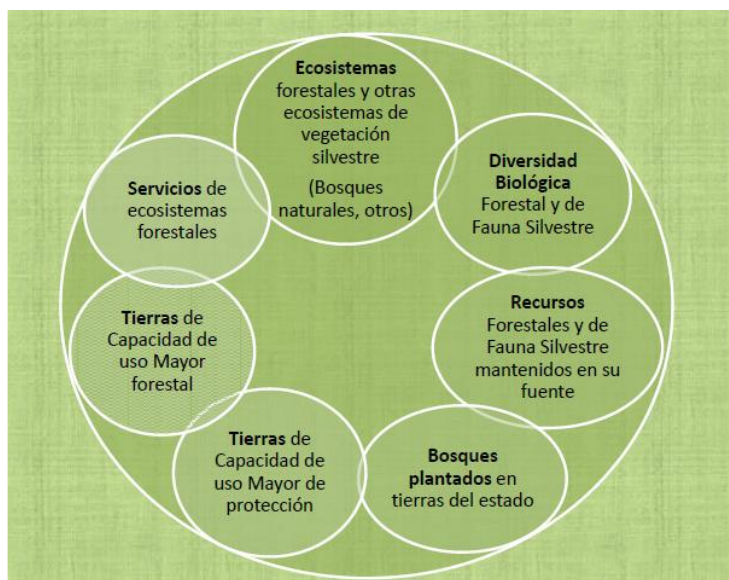 Ecosistemas
forestales y otras
ecosistemas de
vegetación
silvestre
(Bosques
naturales, otros)
Diversidad
Biológica
Forestal y de
Fauna Silvestre
Recursos
Forestales y de
Fauna Silvestre
mantenidos en su
fuente
Bosques
plantados en
tierras del estado
Tierras de
Capacidad de
uso Mayor de
protección
Tierras de
Capacidad de
uso Mayor
forestal
Servicios de
ecosistemas
forestales